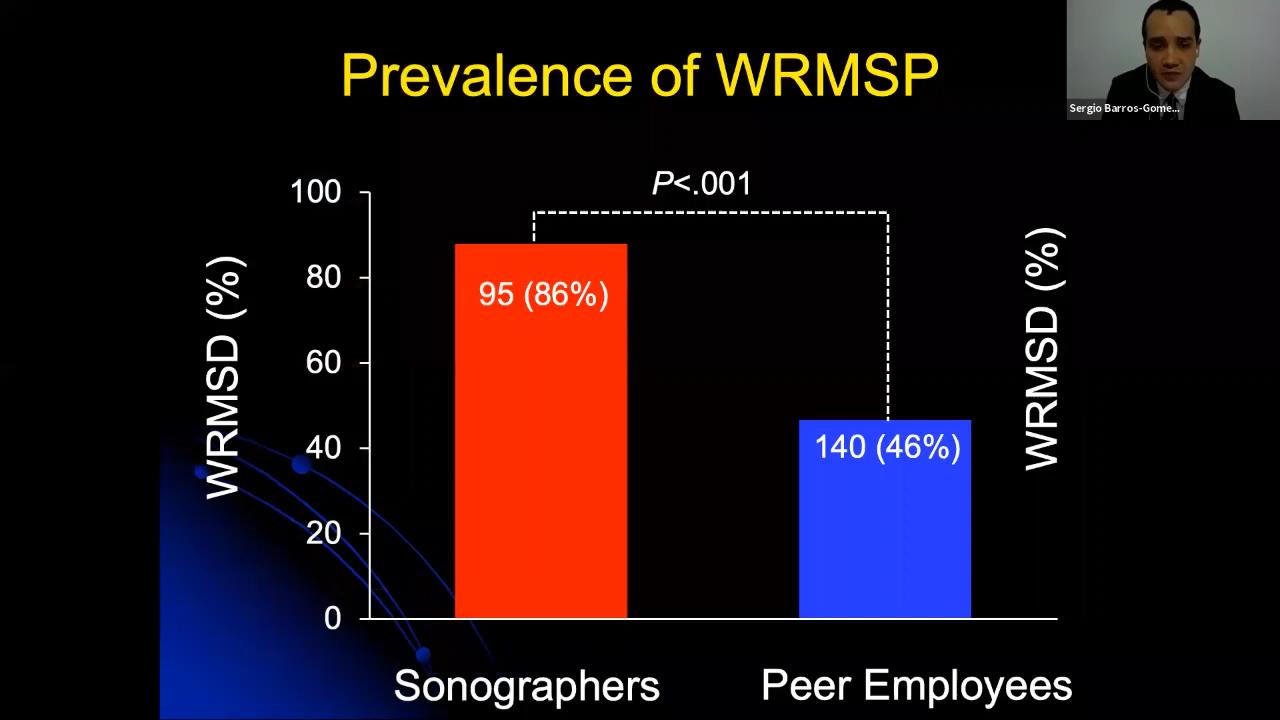 Prevalence of WRMSP
Sergio Barros-Gome...
P<.001
100
80
60
40
20
0
WRMSD (%)
95 (86%)
140 (46%)
WRMSD (%)
Sonographers
Peer Employees